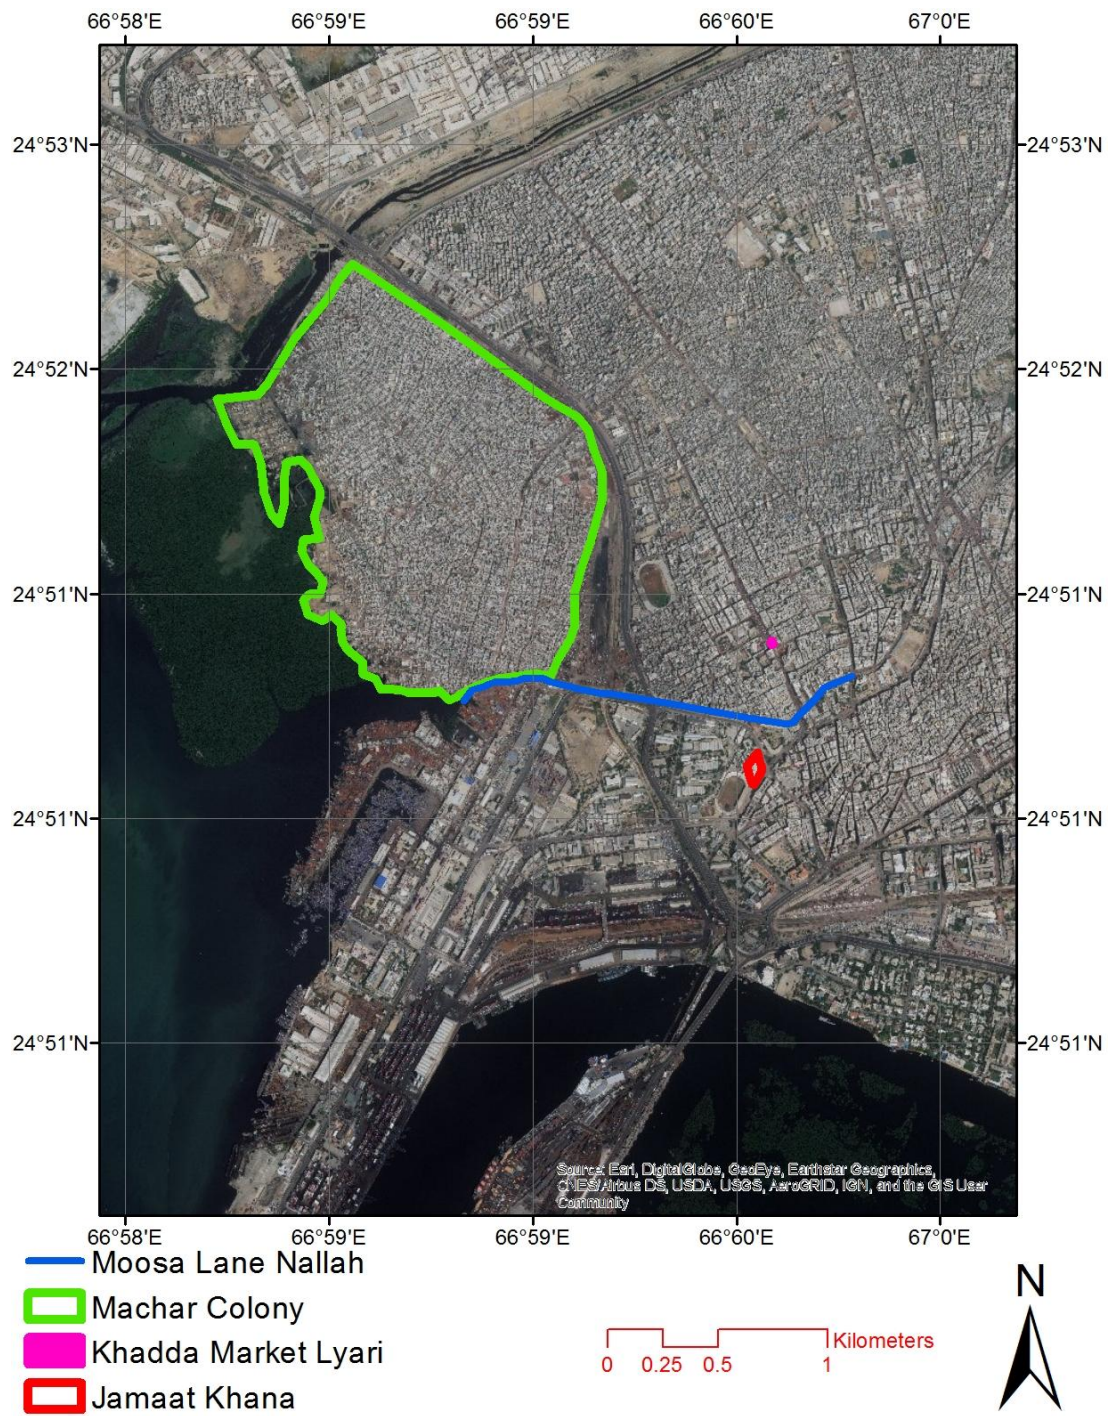 66°58'E 66°59'E 66°59'E 66°60'E 67°0'E
24°53'N 24°53'N
24°52'N 24°52'N
24°51'N 24°51'N
24°51'N 24°51'N
24°51'N 24°51'N
Source: Esri, DigitalGlobe, GeoEye, Earthstar Geographics,
CNES/Airbus DS, USDA, USGS, AeroGRID, IGN, and the GIS User
Community
66°58'E 66°59'E 66°59'E 66°60'E 67°0'E
Moosa Lane Nallah
Machar Colony
Khadda Market Lyari
Jamaat Khana
N
Kilometers
0 0.25 0.5 1